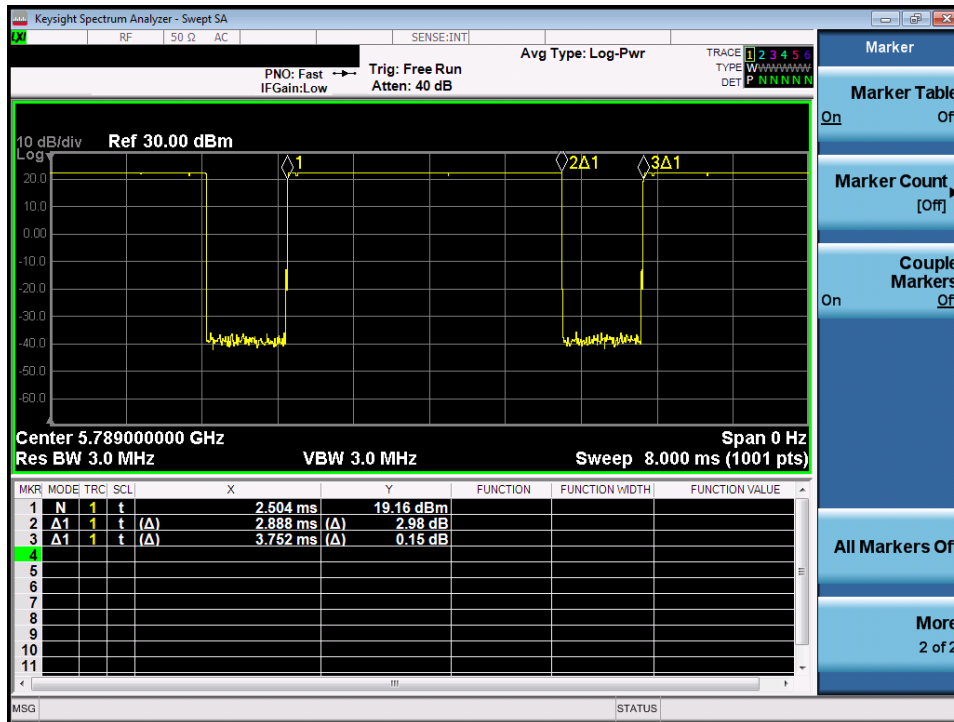 Keysight Spectrum Analyzer - Swept SA
LXI RF 50 Ω AC SENSE:INT
Avg Type: Log-Pwr
TRACE 1 2 3 4 5 6
PNO: Fast Trig: Free Run
TYPE W W W W W W
IFGain:Low Atten: 40 dB
DET P N N N N N
10 dB/div Ref 30.00 dBm
Log
1 2Δ1 3Δ1
20.0
10.0
0.00
-10.0
-20.0
-30.0
-40.0
-50.0
-60.0
Center 5.789000000 GHz Span 0 Hz
Res BW 3.0 MHz VBW 3.0 MHz Sweep 8.000 ms (1001 pts)
MKR MODE TRC SCL X Y FUNCTION FUNCTION WIDTH FUNCTION VALUE
1 N 1 t 2.504 ms 19.16 dBm
2 Δ1 1 t (Δ) 2.888 ms (Δ) 2.98 dB
3 Δ1 1 t (Δ) 3.752 ms (Δ) 0.15 dB
4
5
6
7
8
9
10
11
MSG STATUS
Marker
Marker Table
On Of
Marker Count
[Off]
Couple
Markers
On Of
All Markers Of
More
2 of 2